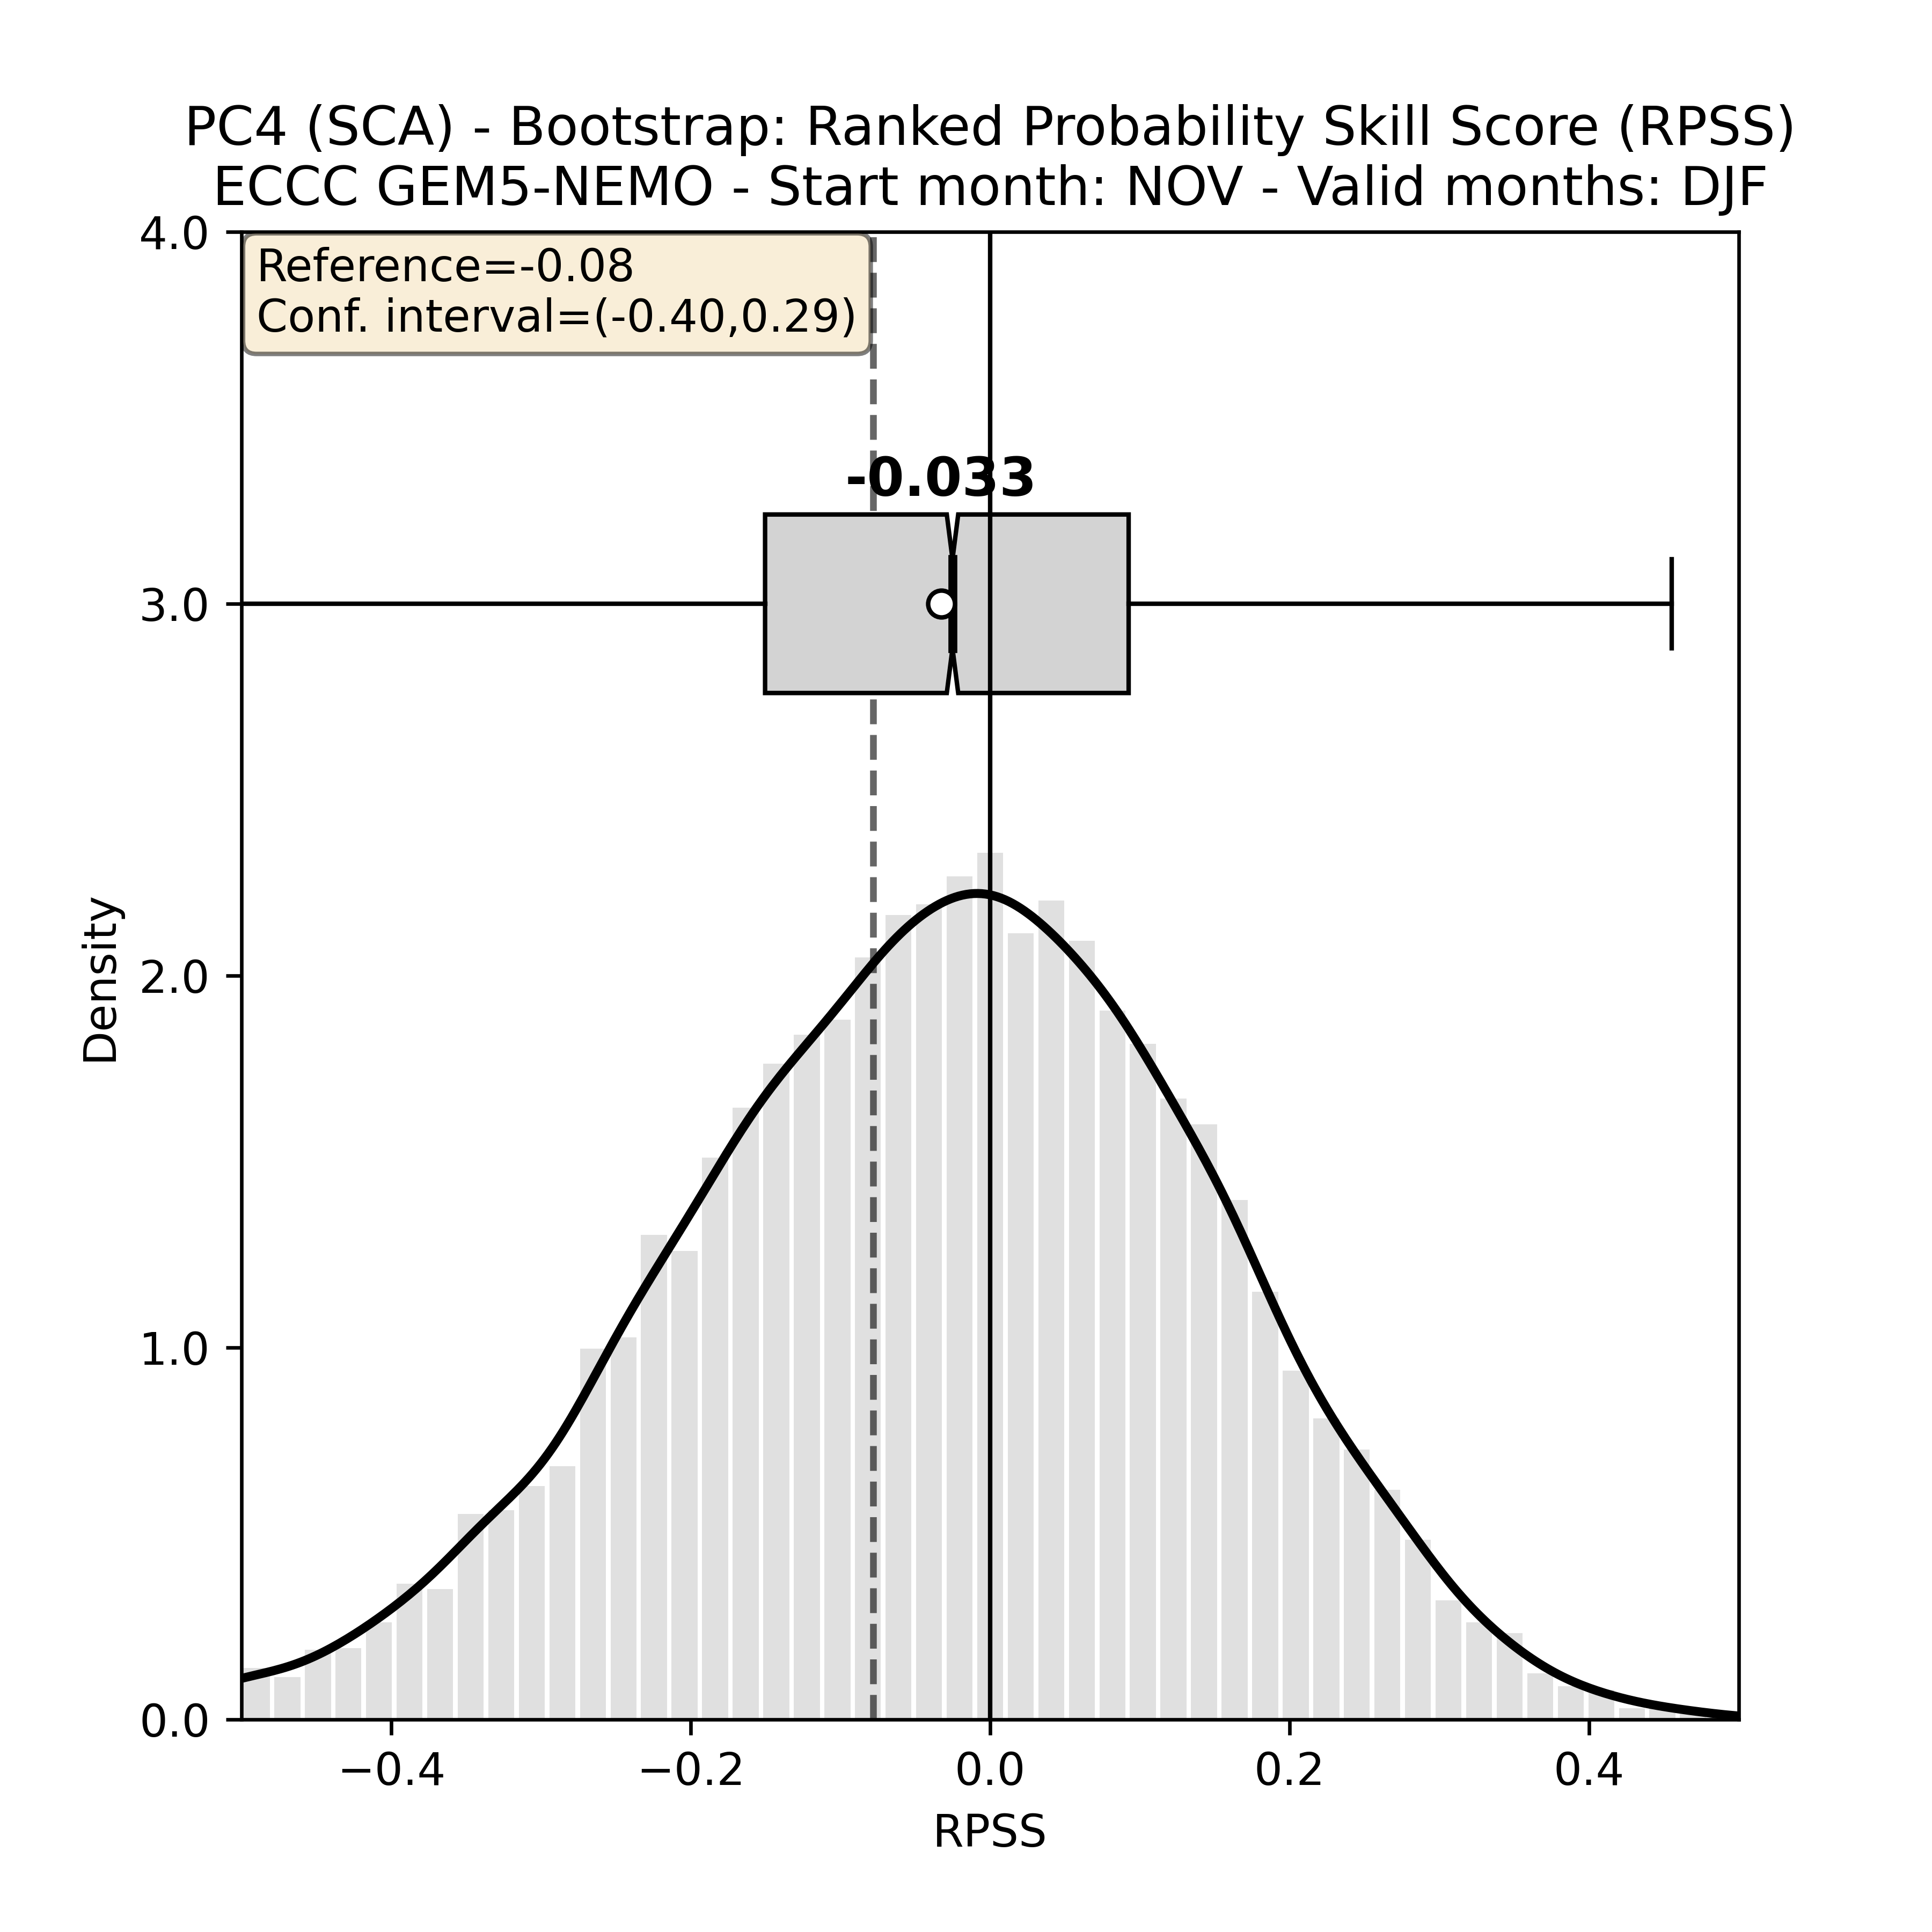 PC4 (SCA) - Bootstrap: Ranked Probability Skill Score (RPSS)
ECCC GEM5-NEMO - Start month: NOV - Valid months: DJF
Reference=-0.08
Conf. interval=(-0.40,0.29)
-0.033
4.0
3.0
2.0
1.0
0.0
Density
−0.4 −0.2 0.0 0.2 0.4
RPSS